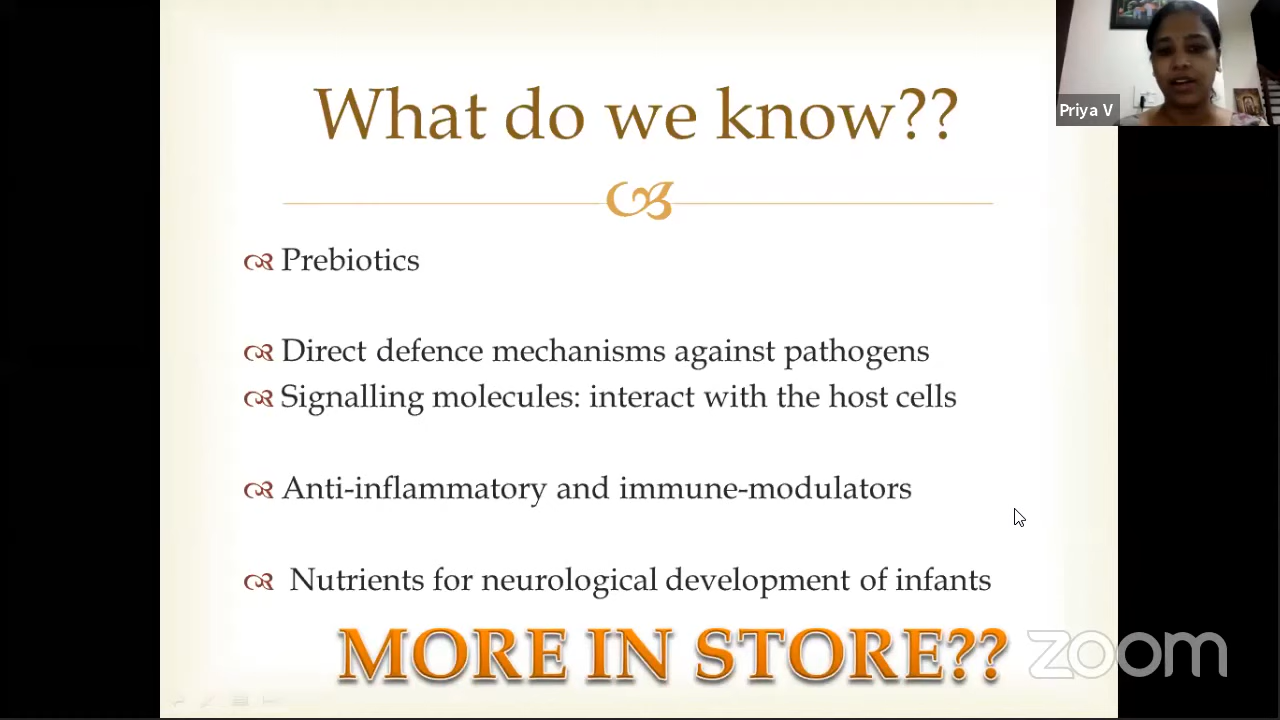 What do we know??
Priya V
Prebiotics
Direct defence mechanisms against pathogens
Signalling molecules: interact with the host cells
Anti-inflammatory and immune-modulators
Nutrients for neurological development of infants
MORE IN STORE??
zoom